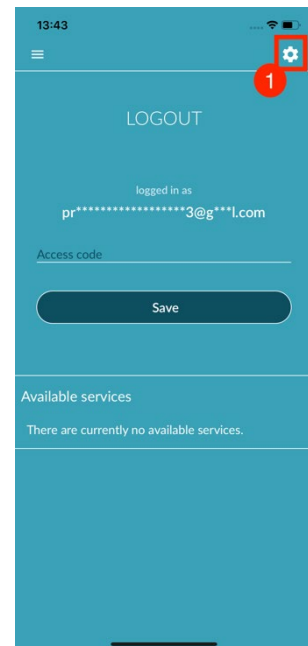 13:43
1
LOGOUT
logged in as
pr******************3@g***l.com
Access code
Save
Available services
There are currently no available services.